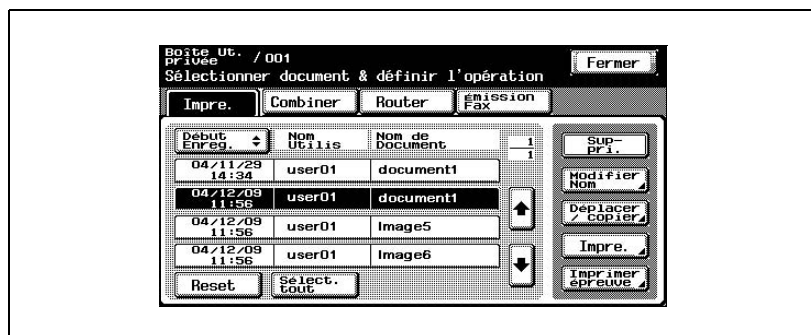 Boîte Ut.
privée / 001
Sélectionner document & définir l'opération
Fermer
Impre.
Combiner
Router
émission
Fax
Début
Enreg.
Nom
Utilis
Nom de
Document
1
1
04/11/29
14:34
user01
document1
04/12/09
11:56
user01
document1
04/12/09
11:56
user01
Image5
04/12/09
11:56
user01
Image6
Reset
Sélect.
tout
Sup-
pri.
Modifier
Nom
Déplacer
/ copier
Impre.
Imprimer
épreuve